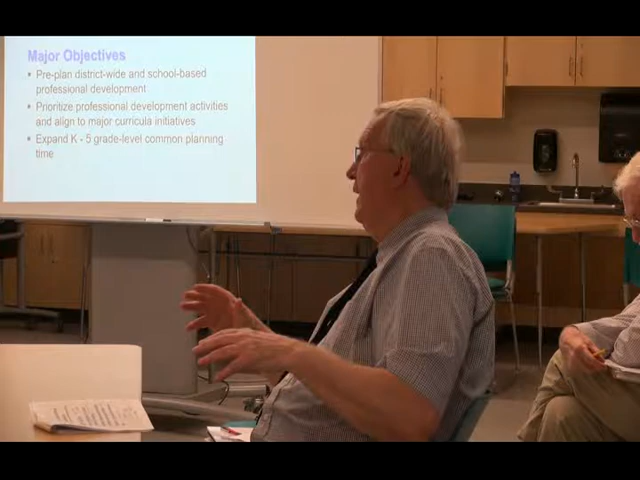 Major Objectives
• Pre-plan district-wide and school-based
professional development
• Prioritize professional development activities
and align to major curricula initiatives
• Expand K - 5 grade-level common planning
time